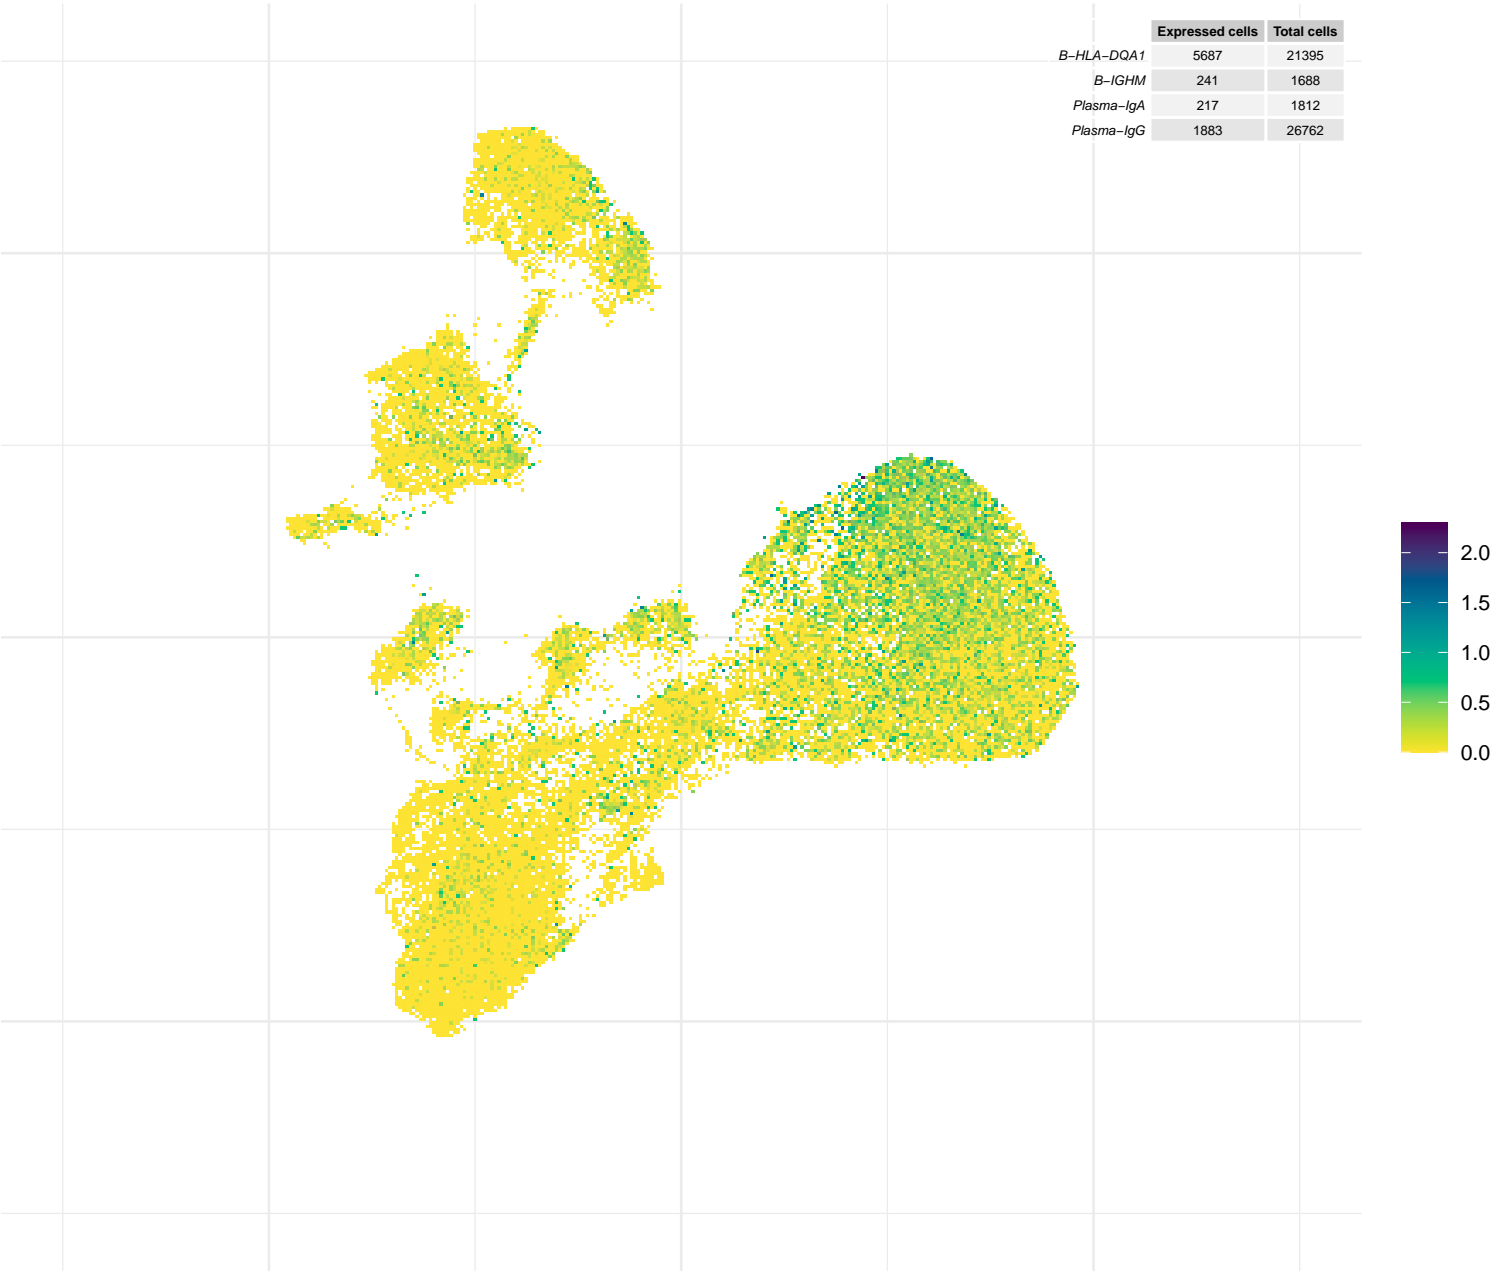 Expressed cells Total cells
B−HLA−DQA1 5687 21395
B−IGHM 241 1688
Plasma−IgA 217 1812
Plasma−IgG 1883 26762
2.0
1.5
1.0
0.5
0.0